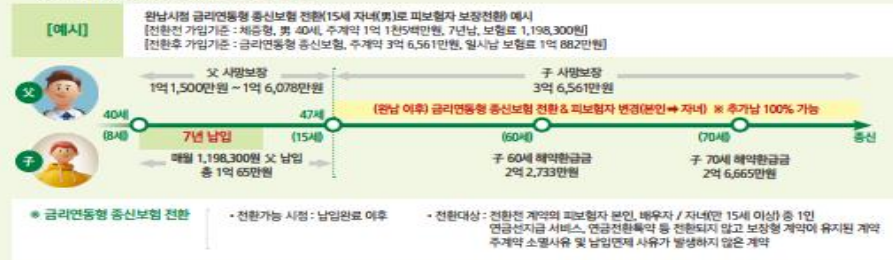 [예시]
완납시점 금리연동형 종신보험 전환(15세 자녀(男)로 피보험자 보장전환) 예시
[전환전 가입기준 : 체증형, 男 40세, 주계약 1억 1천5백만원, 7년납, 보험료 1,198,300원]
[전환후 가입기준 : 금리연동형 종신보험, 주계약 3억 6,561만원, 일시납 보험료 1억 882만원]
父 사망보장
1억 1,500만원 ~ 1억 6,078만원
子 사망보장
3억 6,561만원
父
40세
47세
(완납 이후) 금리연동형 종신보험 전환 & 피보험자 변경(본인➡자녀) ※ 추가납 100% 가능
(8세)
7년 납입
(15세)
(60세)
(70세)
종신
子
매월 1,198,300원 父 납입
총 1억 65만원
子 60세 해약환급금
2억 2,733만원
子 70세 해약환급금
2억 6,665만원
※ 금리연동형 종신보험 전환
• 전환가능 시점 : 납입완료 이후
• 전환대상 : 전환전 계약의 피보험자 본인, 배우자 / 자녀(만 15세 이상) 중 1인
연금선지급 서비스, 연금전환특약 등 전환되지 않고 보장형 계약이 유지된 계약
주계약 소멸사유 및 납입면제 사유가 발생하지 않은 계약